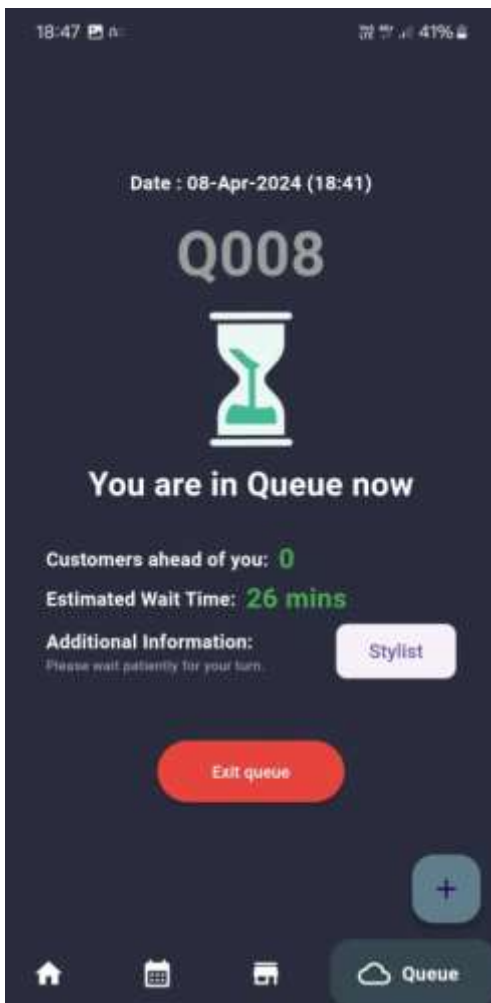 18:47 41%
Date : 08-Apr-2024 (18:41)
Q008
You are in Queue now
Customers ahead of you: 0
Estimated Wait Time: 26 mins
Additional Information:
Please wait patiently for your turn.
Stylist
Exit queue
+
Queue